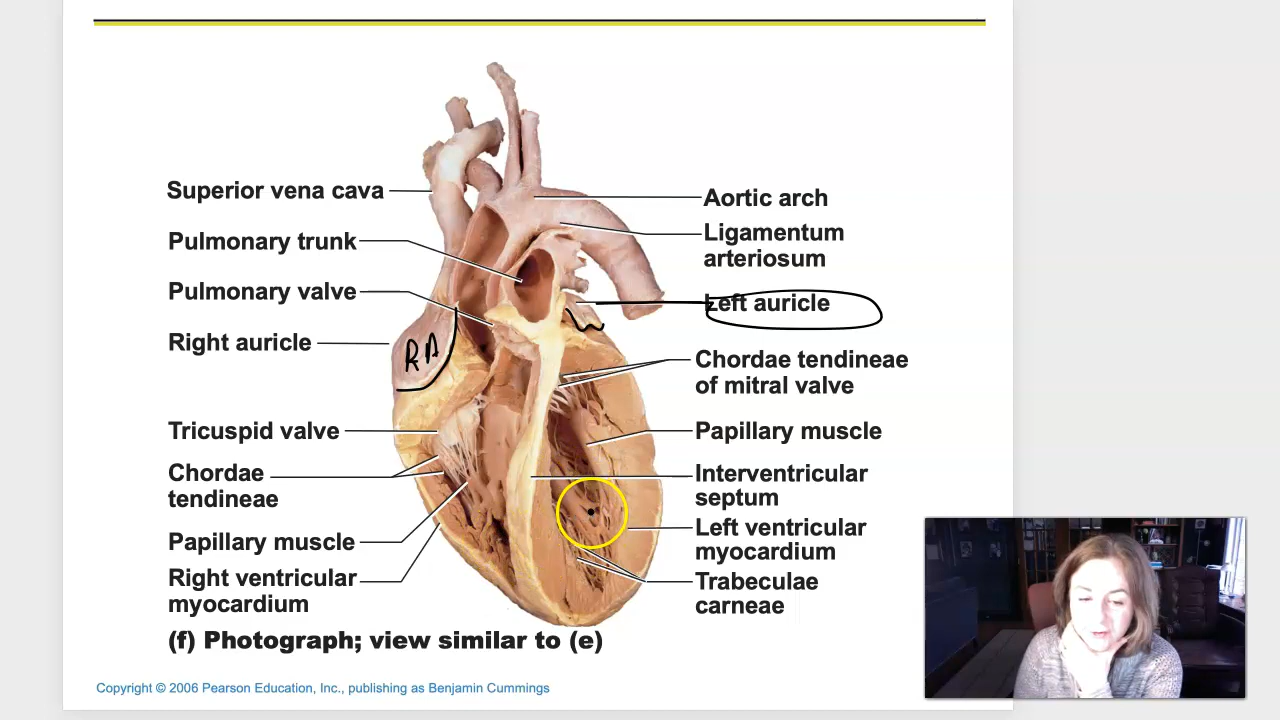 Superior vena cava
Pulmonary trunk
Pulmonary valve
Right auricle
RA
Tricuspid valve
Chordae
tendineae
Papillary muscle
Right ventricular
myocardium
Aortic arch
Ligamentum
arteriosum
Left auricle
Chordae tendineae
of mitral valve
Papillary muscle
Interventricular
septum
Left ventricular
myocardium
Trabeculae
carneae
(f) Photograph; view similar to (e)
Copyright © 2006 Pearson Education, Inc., publishing as Benjamin Cummings